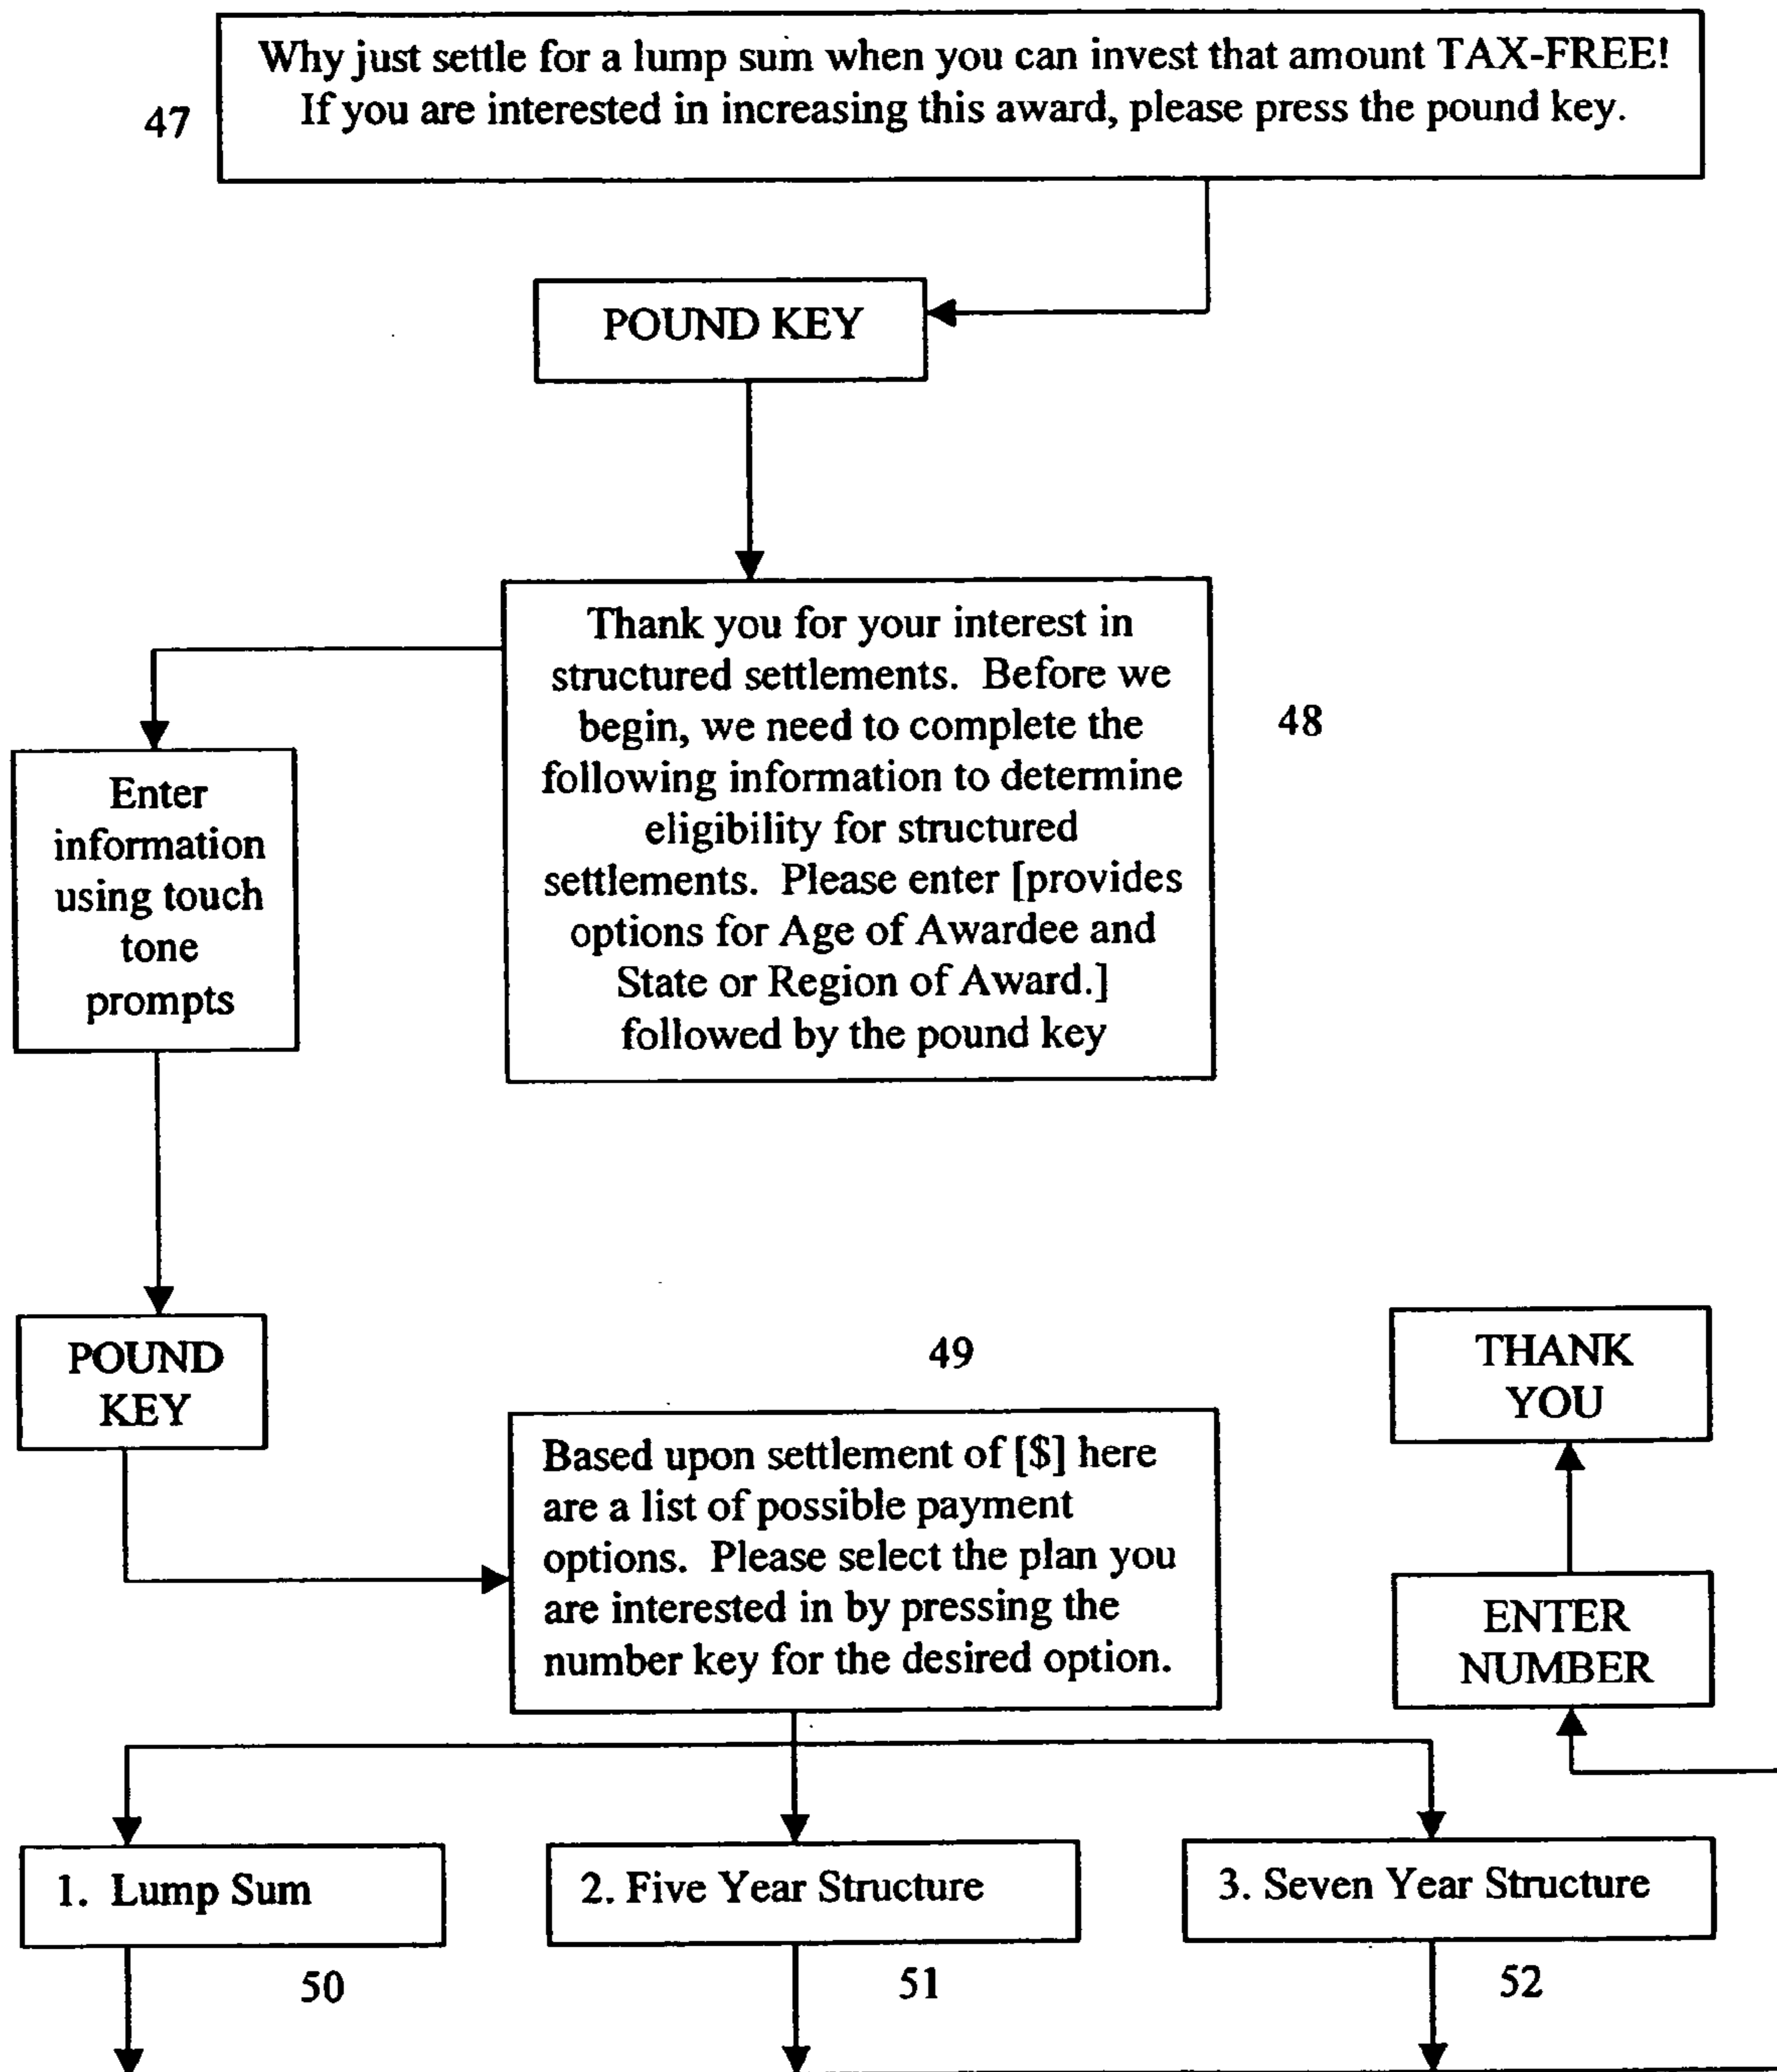 Why just settle for a lump sum when you can invest that amount TAX-FREE!
If you are interested in increasing this award, please press the pound key.
47
POUND KEY
Thank you for your interest in
structured settlements.  Before we
begin, we need to complete the
following information to determine
eligibility for structured
settlements.  Please enter [provides
options for Age of Awardee and
State or Region of Award.]
followed by the pound key
48
Enter
information
using touch
tone
prompts
POUND
KEY
49
Based upon settlement of [$] here
are a list of possible payment
options.  Please select the plan you
are interested in by pressing the
number key for the desired option.
THANK
YOU
ENTER
NUMBER
1.  Lump Sum
2. Five Year Structure
3. Seven Year Structure
50
51
52